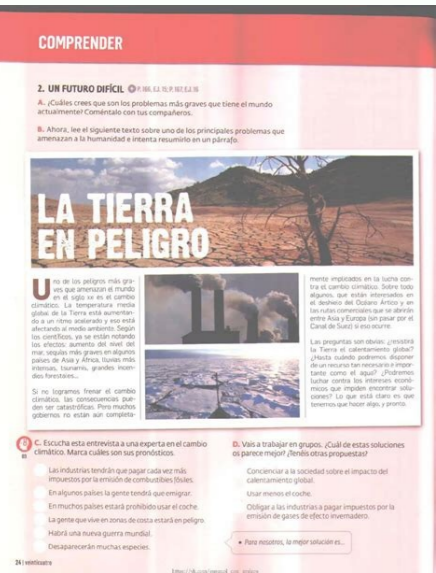 COMPRENDER
2. UN FUTURO DIFÍCIL
A. ¿Cuáles crees que son los problemas más graves que tiene el mundo
actualmente? Coméntalo con tus compañeros.
B. Ahora, lee el siguiente texto sobre uno de los principales problemas que
amenazan a la humanidad e intenta resumirlo en un párrafo.
LA TIERRA
EN PELIGRO
Uno de los peligros más gra-
ves que amenazan el mundo
en el siglo XXI es el cambio
climático. La temperatura media
global de la Tierra está aumentan-
do a un ritmo acelerado y eso está
afectando al medio ambiente. Según
los científicos, ya se están notando
los efectos: aumento del nivel del
mar, sequías más graves en algunos
países de Asia y África, lluvias más
intensas, tsunamis, grandes incen-
dios forestales...
Si no logramos frenar el cambio
climático, las consecuencias pue-
den ser catastróficas. Pero muchos
gobiernos no están aún completa-
mente implicados en la lucha con-
tra el cambio climático. Sobre todo
algunos, que están interesados en
el deshielo del Océano Ártico y en
las rutas comerciales que se abrirán
entre Asia y Europa (sin pasar por el
Canal de Suez) si eso ocurre.
Las preguntas son obvias: ¿resistirá
la Tierra el calentamiento global?
¿Hasta cuándo podremos disponer
de un recurso tan necesario e impor-
tante como el agua? ¿Podremos
luchar contra los intereses econó-
micos que impiden encontrar solu-
ciones? Lo que está claro es que
tenemos que hacer algo, y pronto.
C. Escucha esta entrevista a una experta en el cambio
climático. Marca cuáles son sus pronósticos.
Las industrias tendrán que pagar cada vez más
impuestos por la emisión de combustibles fósiles.
En algunos países la gente tendrá que emigrar.
En muchos países estará prohibido usar el coche.
La gente que vive en zonas de costa estará en peligro.
Habrá una nueva guerra mundial.
Desaparecerán muchas especies.
D. Vais a trabajar en grupos. ¿Cuál de estas soluciones
os parece mejor? ¿Tenéis otras propuestas?
Concienciar a la sociedad sobre el impacto del
calentamiento global.
Usar menos el coche.
Obligar a las industrias a pagar impuestos por la
emisión de gases de efecto invernadero.
• Para nosotros, la mejor solución es...
24 | veinticuatro